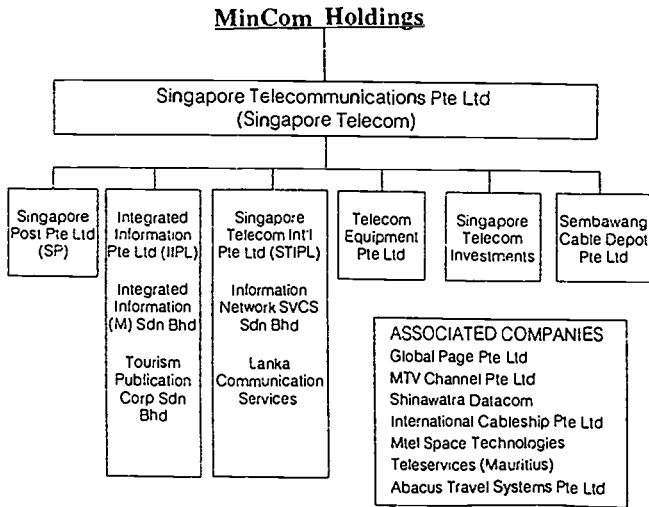 MinCom Holdings
Singapore Telecommunications Pte Ltd
(Singapore Telecom)
Singapore
Post Pte Ltd
(SP)
Integrated
Information
Pte Ltd (IIPL)
Integrated
Information
(M) Sdn Bhd
Tourism
Publication
Corp Sdn
Bhd
Singapore
Telecom Int'l
Pte Ltd (STIPL)
Information
Network SVCS
Sdn Bhd
Lanka
Communication
Services
Telecom
Equipment
Pte Ltd
Singapore
Telecom
Investments
Sembawang
Cable Depot
Pte Ltd
ASSOCIATED COMPANIES
Global Page Pte Ltd
MTV Channel Pte Ltd
Shinawatra Datacom
International Cableship Pte Ltd
Mtel Space Technologies
Teleservices (Mauritius)
Abacus Travel Systems Pte Ltd